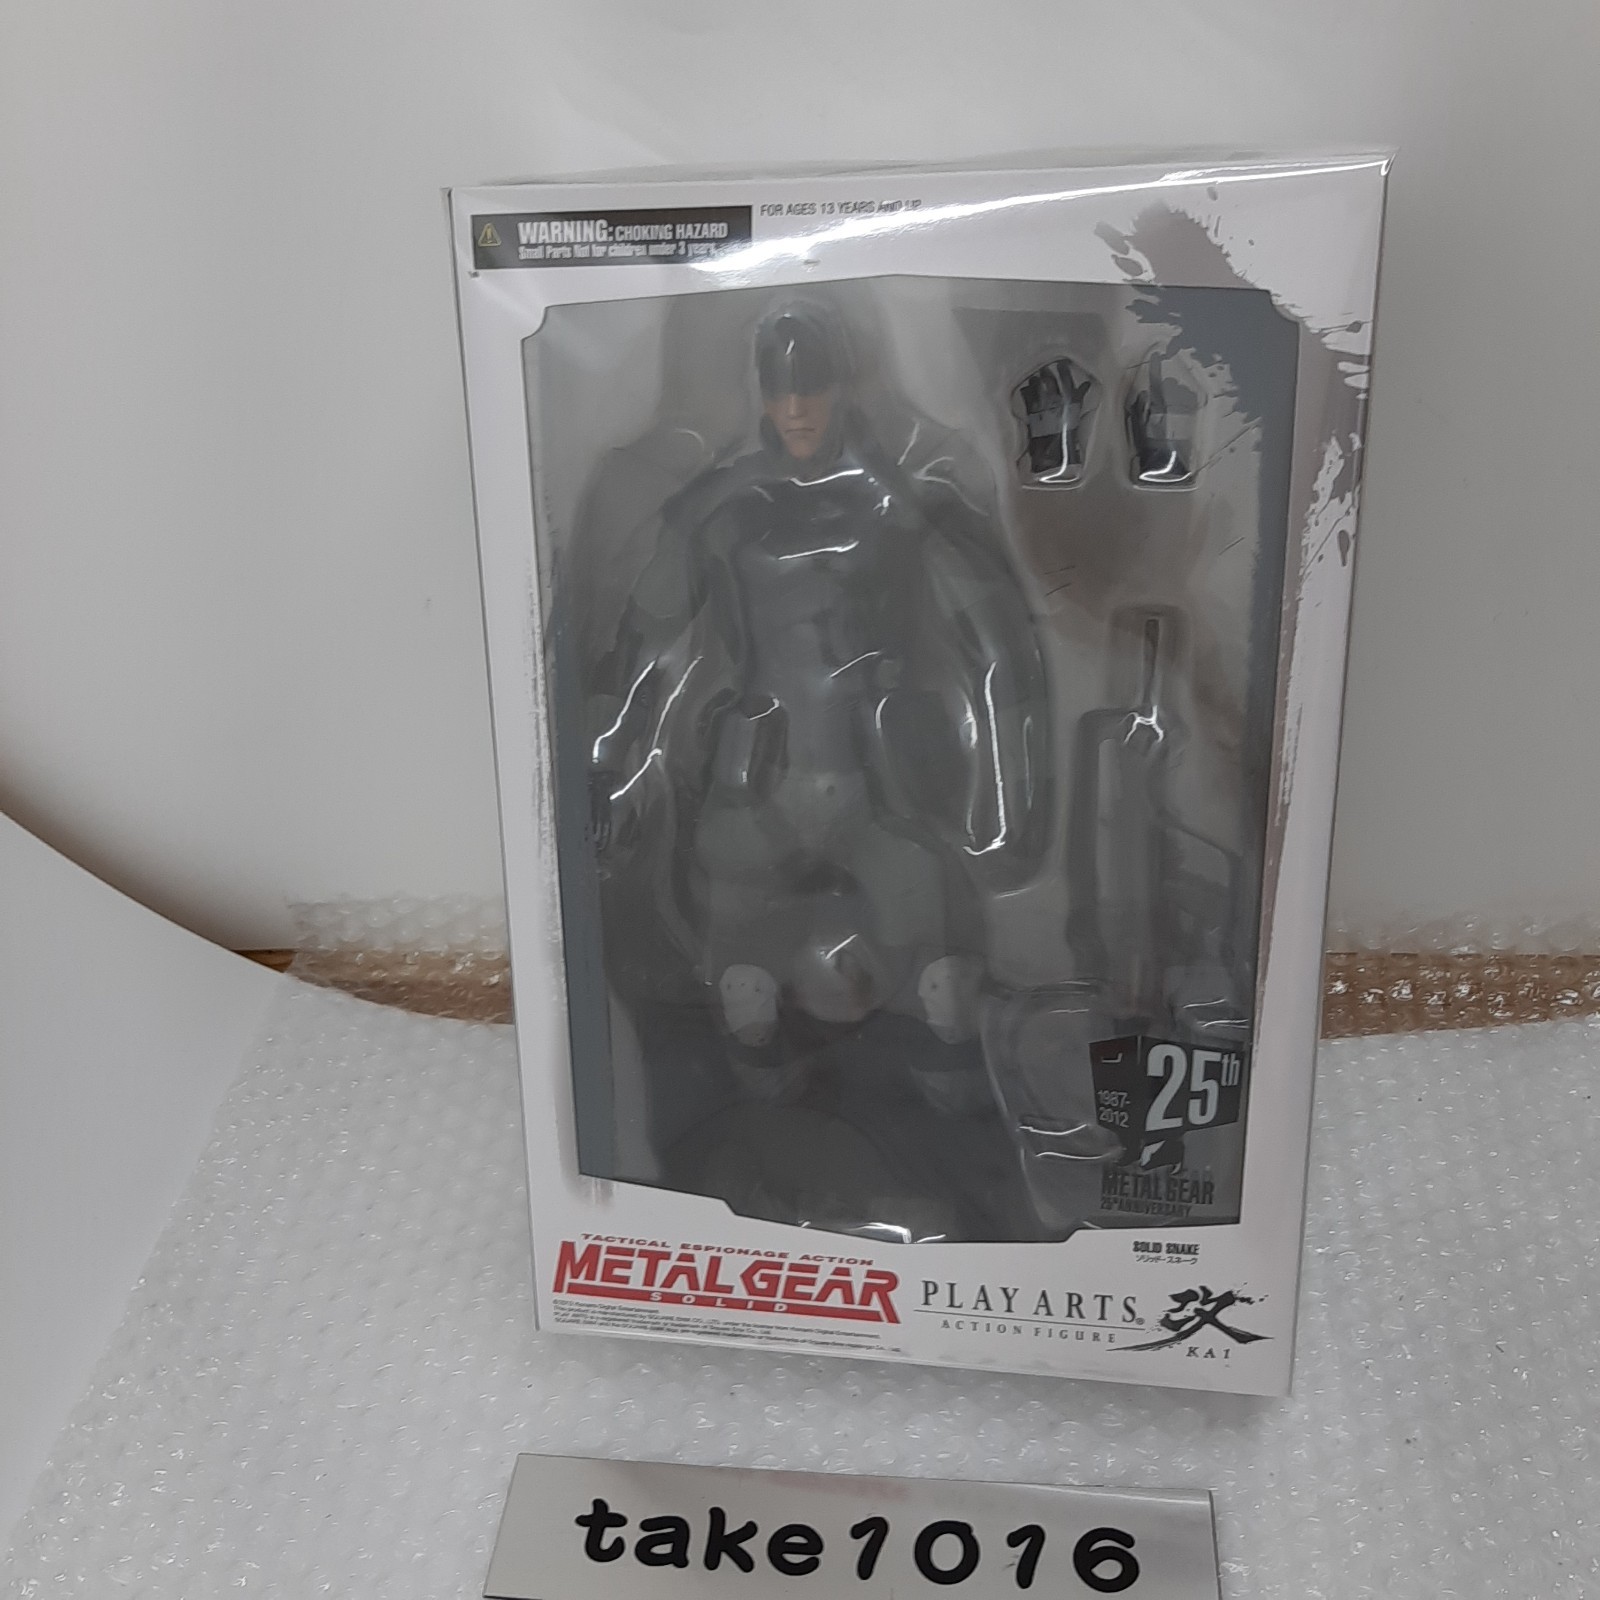 WARNING: CHOKING HAZARD
Small Parts Not for children under 3 years.
FOR AGES 13 YEARS AND UP
25th
1987-
2012
METAL GEAR
25th ANNIVERSARY
SOLID SNAKE
ソリッド・スネーク
TACTICAL ESPIONAGE ACTION
METAL GEAR
SOLID
PLAY ARTS®
改
ACTION FIGURE
KAI
take1016